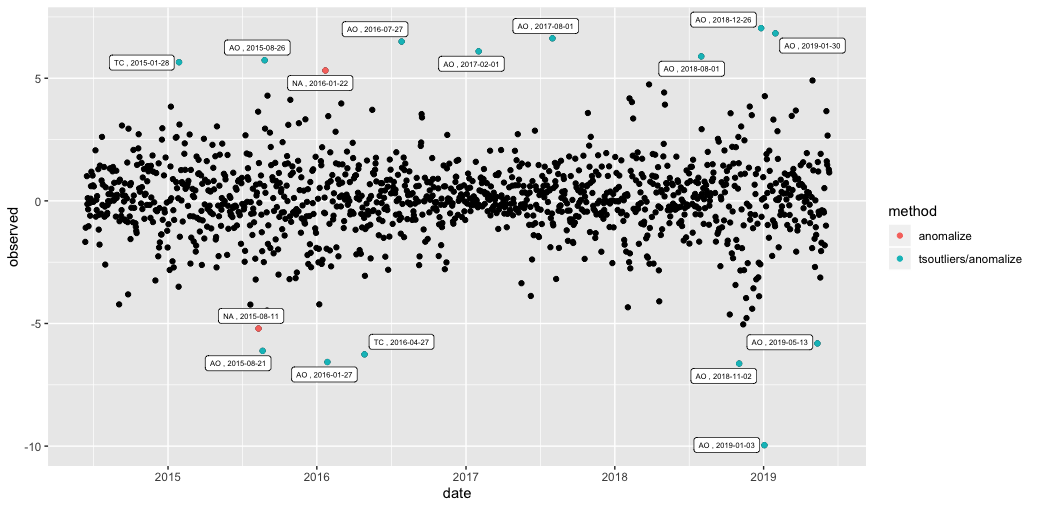 AO , 2018-12-26
AO , 2016-07-27
AO , 2017-08-01
AO , 2015-08-26
AO , 2019-01-30
TC , 2015-01-28
AO , 2017-02-01
AO , 2018-08-01
NA , 2016-01-22
5
0
-5
-10
observed
NA , 2015-08-11
TC , 2016-04-27
AO , 2019-05-13
AO , 2015-08-21
AO , 2016-01-27
AO , 2018-11-02
AO , 2019-01-03
2015
2016
2017
2018
2019
date
method
anomalize
tsoutliers/anomalize